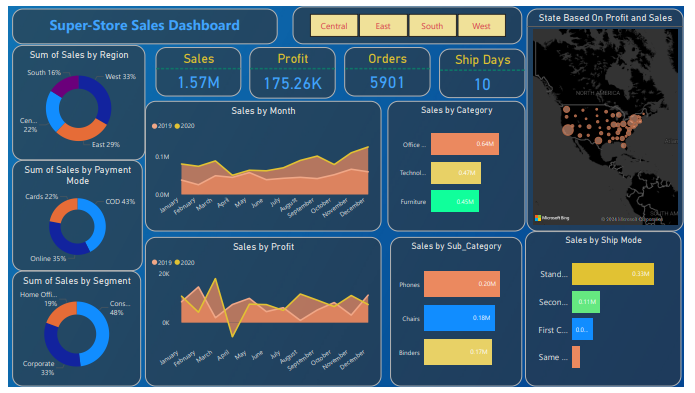 Super-Store Sales Dashboard
Central
East
South
West
State Based On Profit and Sales
Sum of Sales by Region
South 16%
West 33%
Cen...
22%
East 29%
Sales
1.57M
Profit
175.26K
Orders
5901
Ship Days
10
NORTH AMERICA
SOUTH AM
Microsoft Bing
© 2024 Microsoft Corporation
Sum of Sales by Payment
Mode
Cards 22%
COD 43%
Online 35%
Sales by Month
2019 2020
0.1M
0.0M
January
February
March
April
May
June
July
August
September
October
November
December
Sales by Category
Office ...
0.64M
Technol...
0.47M
Furniture
0.45M
Sum of Sales by Segment
Home Offi...
19%
Cons...
48%
Corporate
33%
Sales by Profit
2019 2020
20K
0K
January
February
March
April
May
June
July
August
September
October
November
December
Sales by Sub_Category
Phones
0.20M
Chairs
0.18M
Binders
0.17M
Sales by Ship Mode
Stand...
0.33M
Secon...
0.11M
First C...
0.0...
Same ...